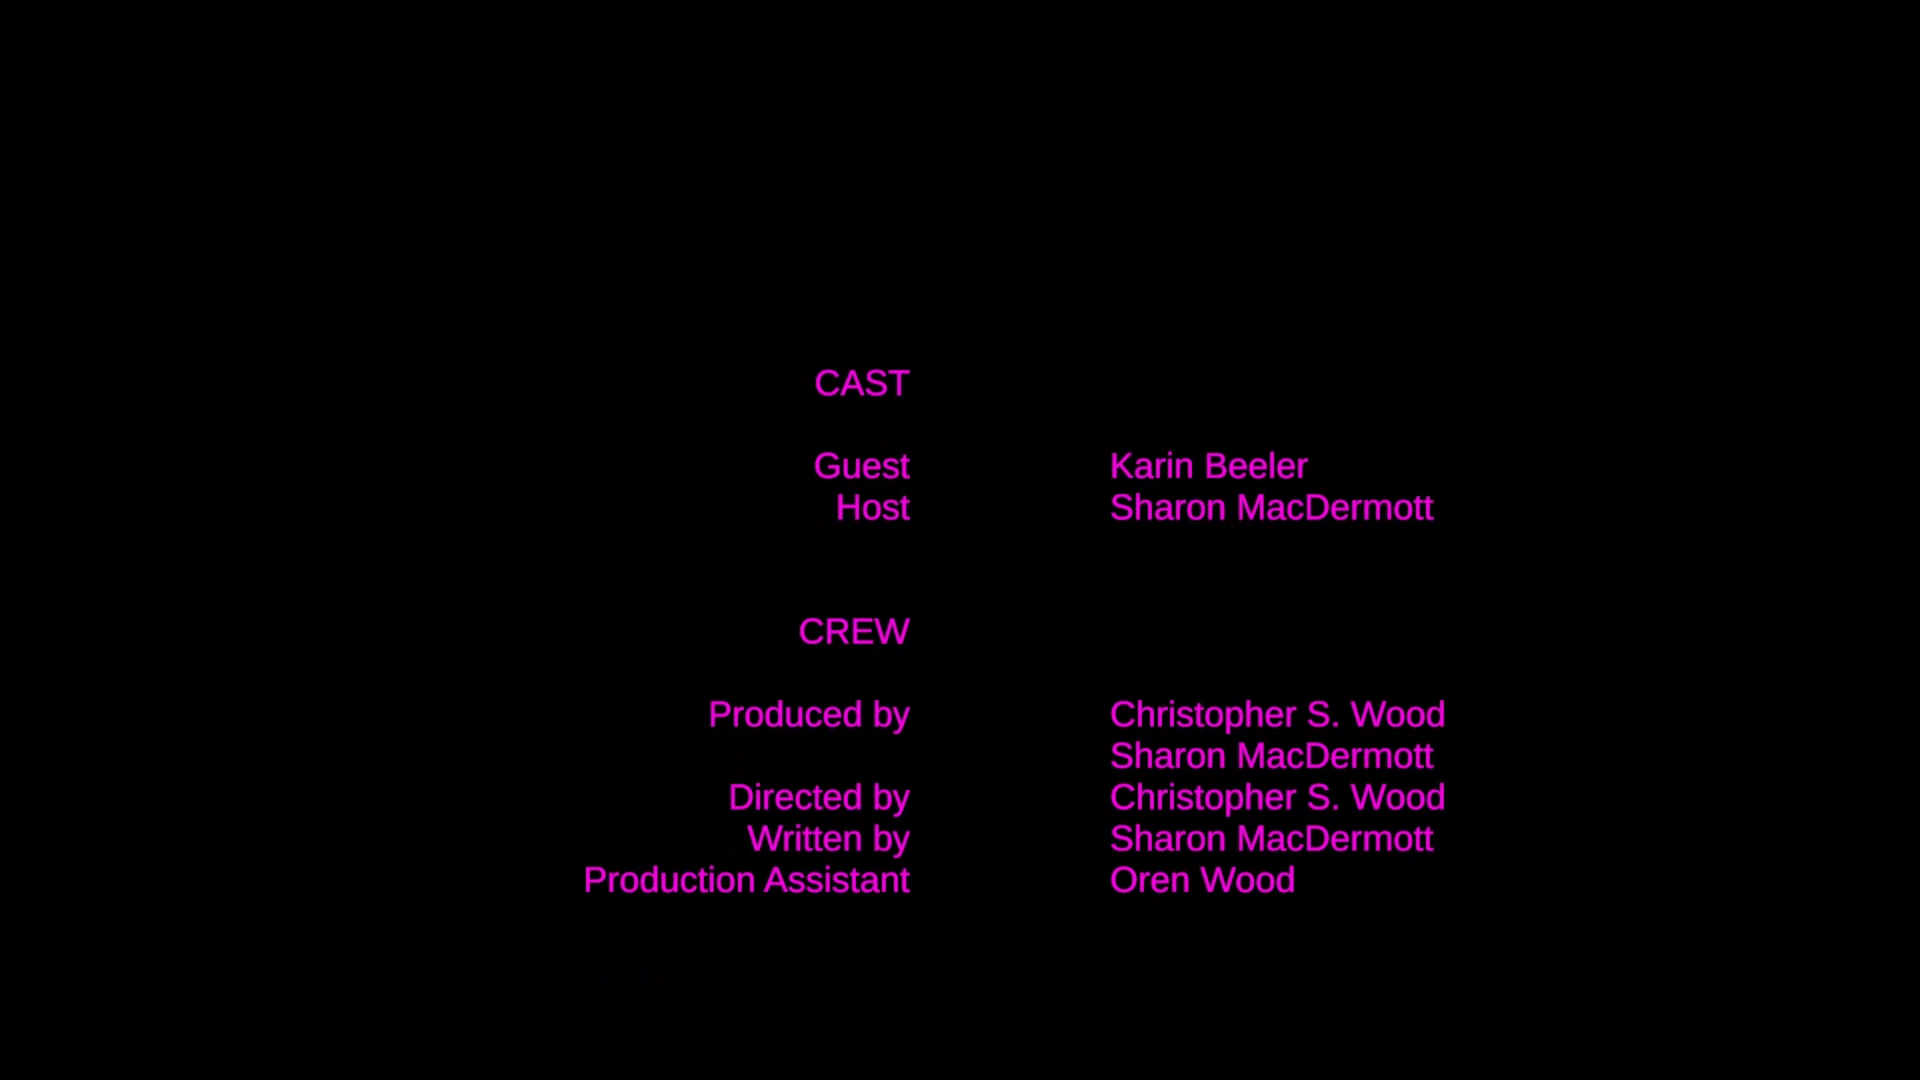 CAST
Guest Karin Beeler
Host Sharon MacDermott
CREW
Produced by Christopher S. Wood
Sharon MacDermott
Directed by Christopher S. Wood
Written by Sharon MacDermott
Production Assistant Oren Wood